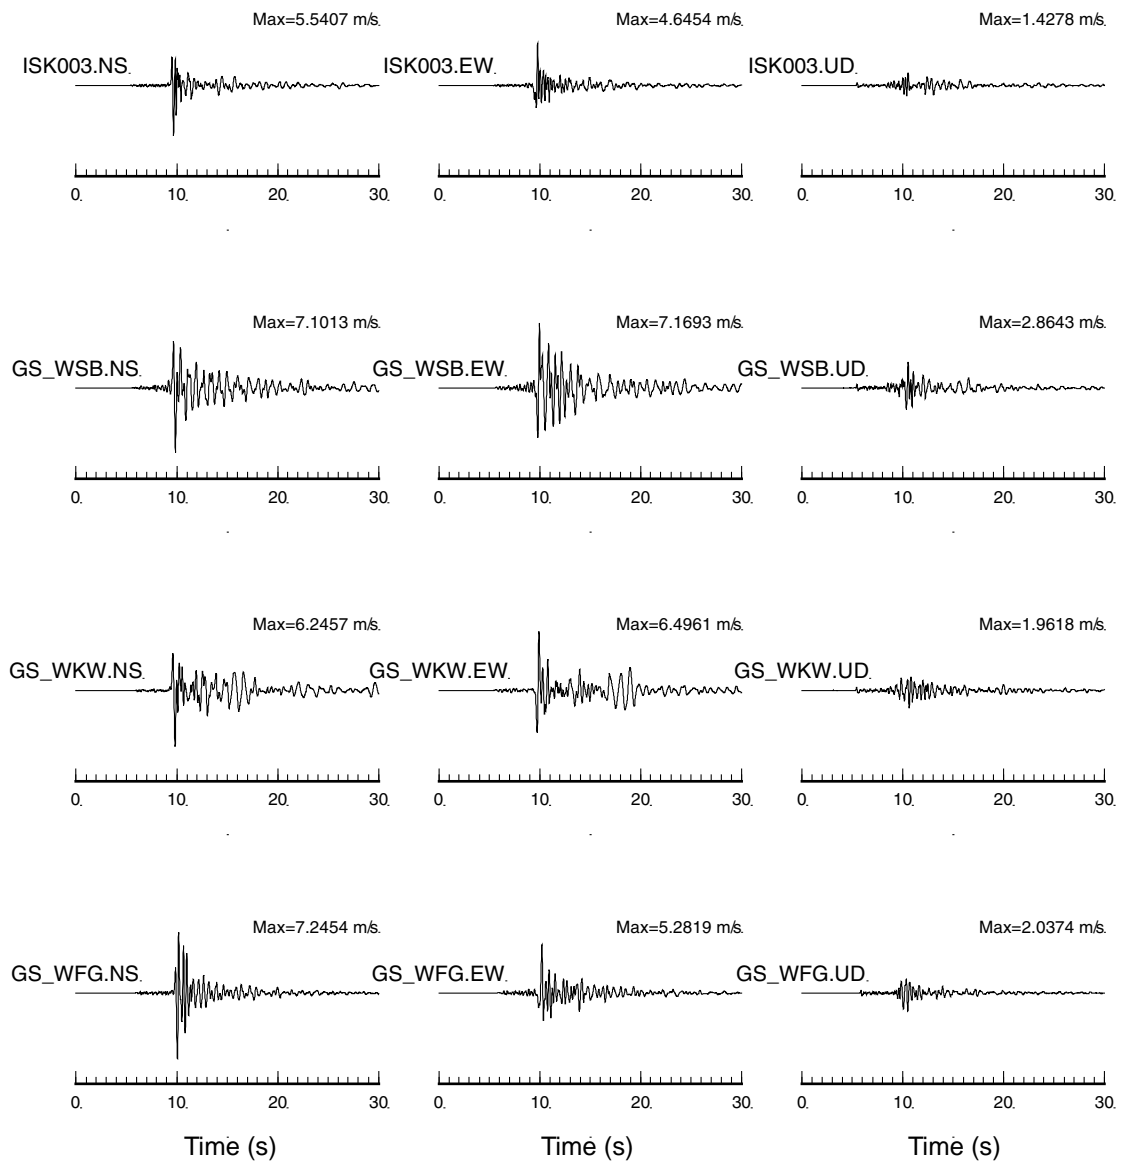 Max=5.5407 m/s. Max=4.6454 m/s. Max=1.4278 m/s.
ISK003.NS. ISK003.EW. ISK003.UD.
0. 10. 20. 30. 0. 10. 20. 30. 0. 10. 20. 30.
Max=7.1013 m/s. Max=7.1693 m/s. Max=2.8643 m/s.
GS_WSB.NS. GS_WSB.EW. GS_WSB.UD.
0. 10. 20. 30. 0. 10. 20. 30. 0. 10. 20. 30.
Max=6.2457 m/s. Max=6.4961 m/s. Max=1.9618 m/s.
GS_WKW.NS. GS_WKW.EW. GS_WKW.UD.
0. 10. 20. 30. 0. 10. 20. 30. 0. 10. 20. 30.
Max=7.2454 m/s. Max=5.2819 m/s. Max=2.0374 m/s.
GS_WFG.NS. GS_WFG.EW. GS_WFG.UD.
0. 10. 20. 30. 0. 10. 20. 30. 0. 10. 20. 30.
Time (s) Time (s) Time (s)